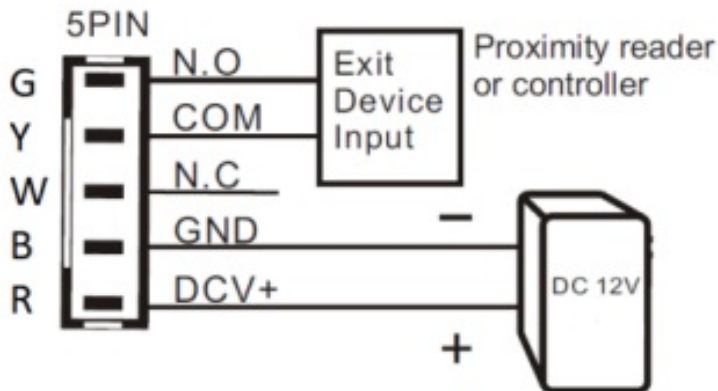 5PIN
G N.O
Y COM
W N.C
B GND
R DCV+
Exit
Device
Input
Proximity reader
or controller
−
DC 12V
+